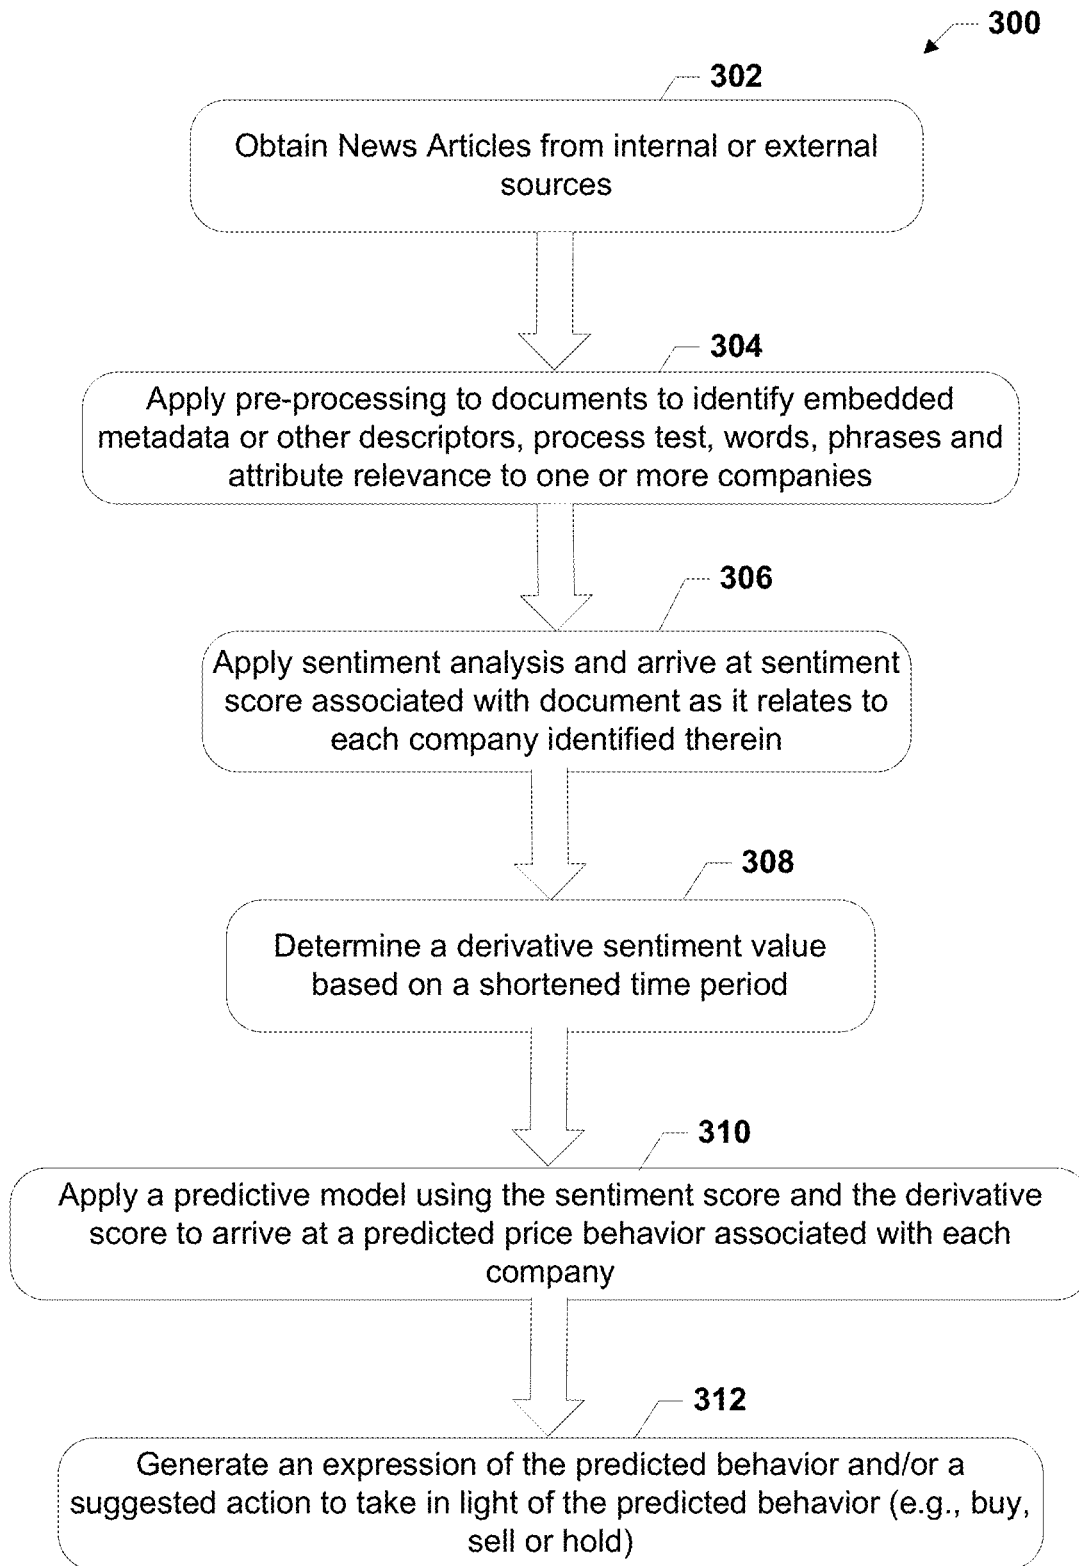 300
302
Obtain News Articles from internal or external
sources
304
Apply pre-processing to documents to identify embedded
metadata or other descriptors, process test, words, phrases and
attribute relevance to one or more companies
306
Apply sentiment analysis and arrive at sentiment
score associated with document as it relates to
each company identified therein
308
Determine a derivative sentiment value
based on a shortened time period
310
Apply a predictive model using the sentiment score and the derivative
score to arrive at a predicted price behavior associated with each
company
312
Generate an expression of the predicted behavior and/or a
suggested action to take in light of the predicted behavior (e.g., buy,
sell or hold)